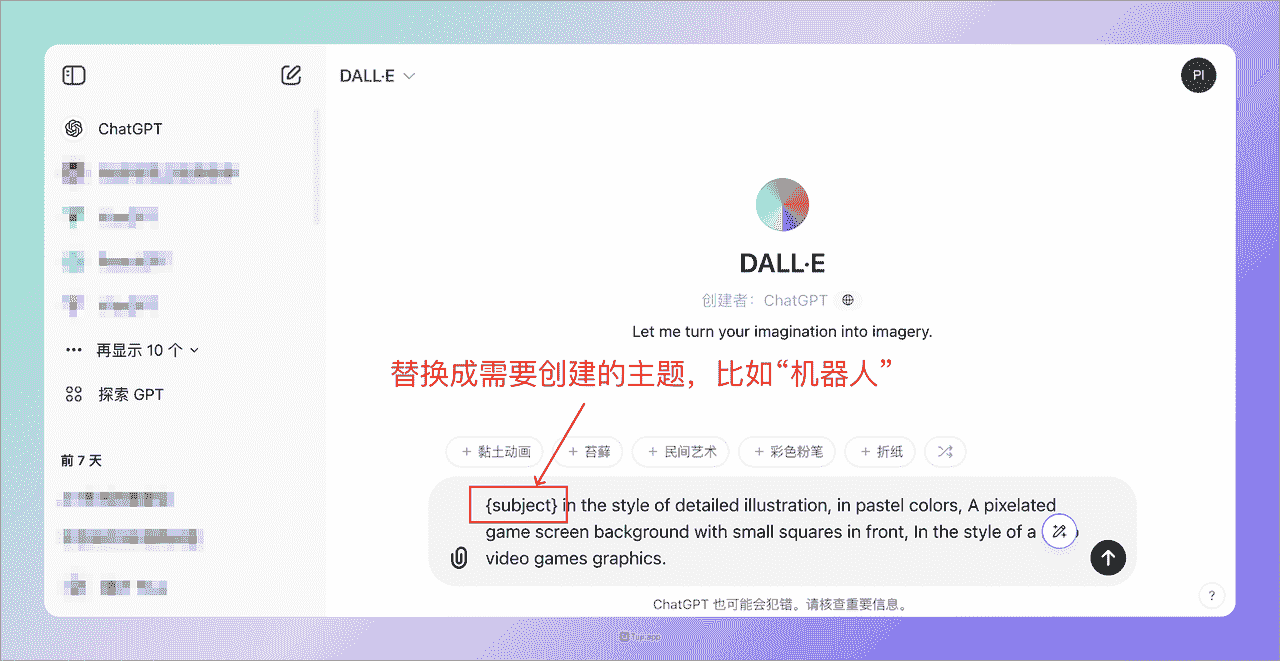 DALL·E
PI
ChatGPT
再显示 10 个
探索 GPT
前 7 天
DALL·E
创建者：ChatGPT
Let me turn your imagination into imagery.
替换成需要创建的主题，比如“机器人”
+ 黏土动画
+ 苔藓
+ 民间艺术
+ 彩色粉笔
+ 折纸
{subject} in the style of detailed illustration, in pastel colors, A pixelated
game screen background with small squares in front, In the style of a
video games graphics.
ChatGPT 也可能会犯错。请核查重要信息。
?